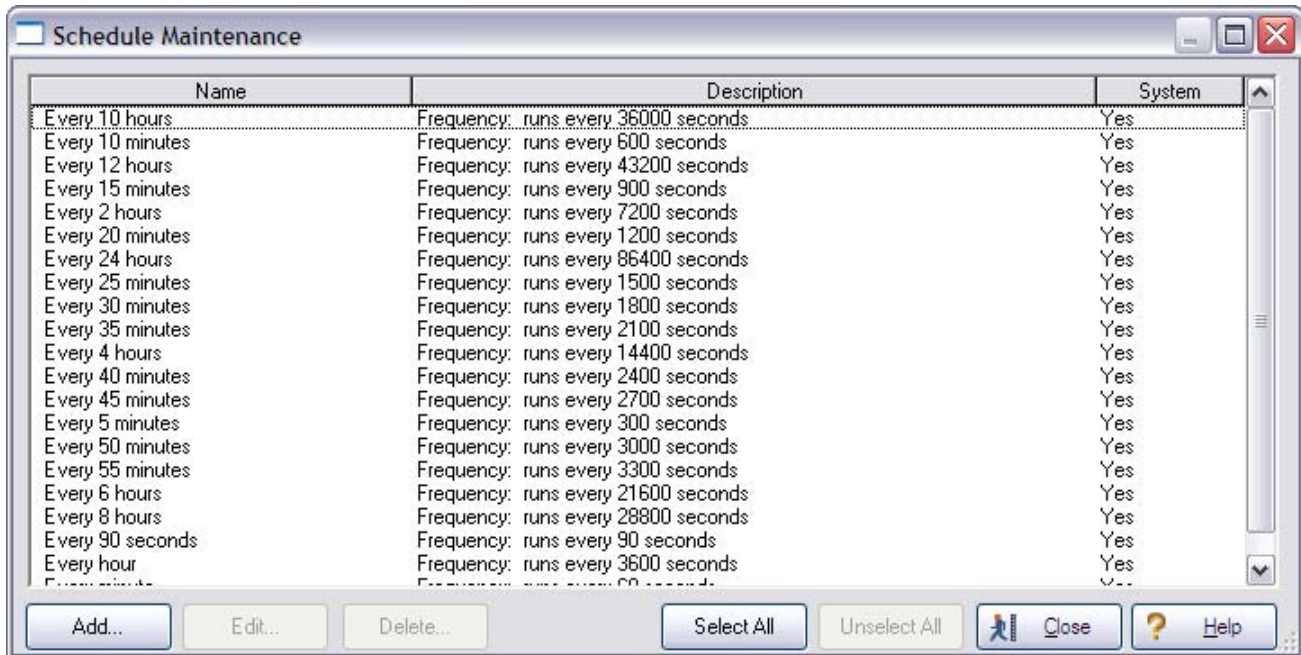 Schedule Maintenance
Name Description System
Every 10 hours Frequency: runs every 36000 seconds Yes
Every 10 minutes Frequency: runs every 600 seconds Yes
Every 12 hours Frequency: runs every 43200 seconds Yes
Every 15 minutes Frequency: runs every 900 seconds Yes
Every 2 hours Frequency: runs every 7200 seconds Yes
Every 20 minutes Frequency: runs every 1200 seconds Yes
Every 24 hours Frequency: runs every 86400 seconds Yes
Every 25 minutes Frequency: runs every 1500 seconds Yes
Every 30 minutes Frequency: runs every 1800 seconds Yes
Every 35 minutes Frequency: runs every 2100 seconds Yes
Every 4 hours Frequency: runs every 14400 seconds Yes
Every 40 minutes Frequency: runs every 2400 seconds Yes
Every 45 minutes Frequency: runs every 2700 seconds Yes
Every 5 minutes Frequency: runs every 300 seconds Yes
Every 50 minutes Frequency: runs every 3000 seconds Yes
Every 55 minutes Frequency: runs every 3300 seconds Yes
Every 6 hours Frequency: runs every 21600 seconds Yes
Every 8 hours Frequency: runs every 28800 seconds Yes
Every 90 seconds Frequency: runs every 90 seconds Yes
Every hour Frequency: runs every 3600 seconds Yes
Every minute Frequency: runs every 60 seconds Yes
Add... Edit... Delete... Select All Unselect All Close Help